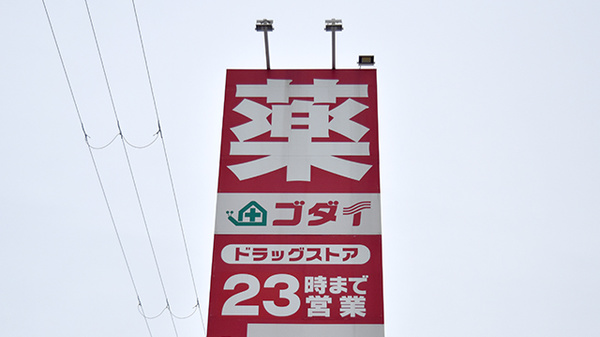 薬
ゴダイ
ドラッグストア
23時まで営業